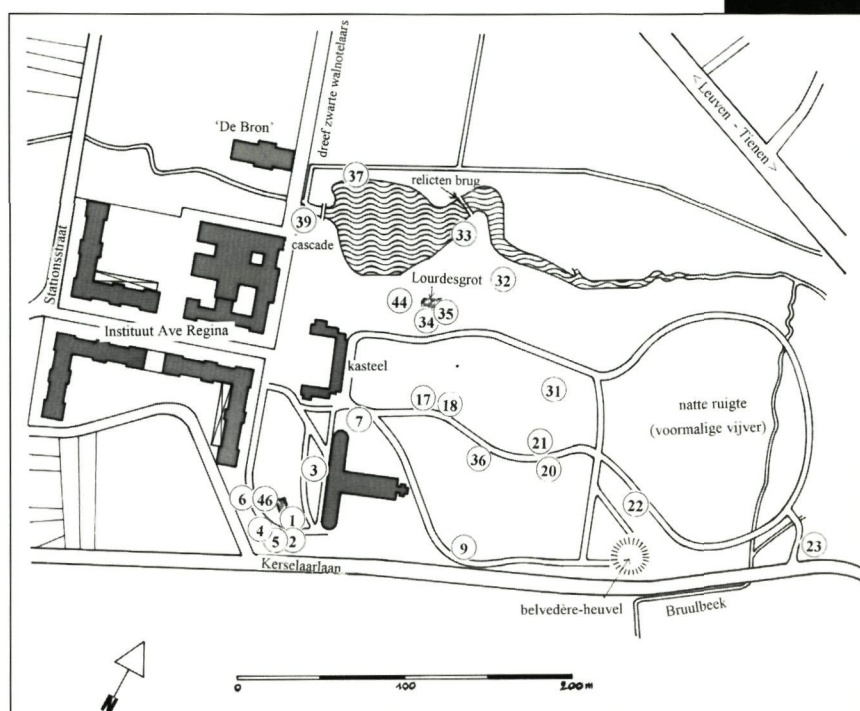 'De Bron'
dreef zwarte walnotelaars
< Leuven - Tienen >
37
relicten brug
39
cascade
33
Stationsstraat
Lourdesgrot
32
44
35
34
Instituut Ave Regina
kasteel
31
17
18
natte ruigte
(voormalige vijver)
7
21
3
36
20
6
46
22
1
4
5
2
9
23
Kerselaarlaan
belvedère-heuvel
Bruulbeek
N
0
100
200 m